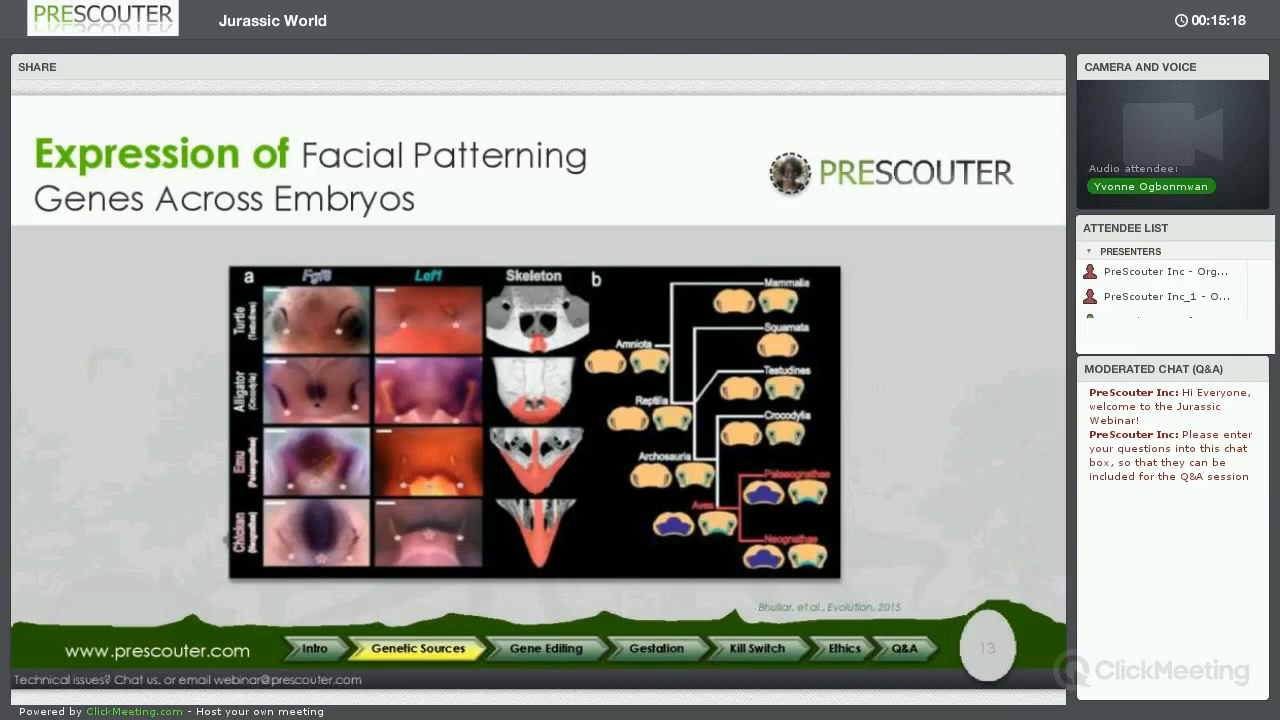 PRESCOUTER
Jurassic World
00:15:18
SHARE
Expression of Facial Patterning
Genes Across Embryos
PRESCOUTER
a
Fgf8
Lef1
Skeleton
b
Turtle
(Testudines)
Alligator
(Crocodylia)
Emu
(Palaeognathae)
Chicken
(Neognathae)
Mammalia
Squamata
Amniota
Testudines
Reptilia
Crocodylia
Archosauria
Palaeognathae
Aves
Neognathae
Bhullar, et al., Evolution, 2015
www.prescouter.com
Intro
Genetic Sources
Gene Editing
Gestation
Kill Switch
Ethics
Q&A
13
Technical issues? Chat us, or email webinar@prescouter.com
Powered by ClickMeeting.com - Host your own meeting
CAMERA AND VOICE
Audio attendee:
Yvonne Ogbonmwan
ATTENDEE LIST
PRESENTERS
PreScouter Inc - Org...
PreScouter Inc_1 - O...
MODERATED CHAT (Q&A)
PreScouter Inc: Hi Everyone,
welcome to the Jurassic
Webinar!
PreScouter Inc: Please enter
your questions into this chat
box, so that they can be
included for the Q&A session
ClickMeeting